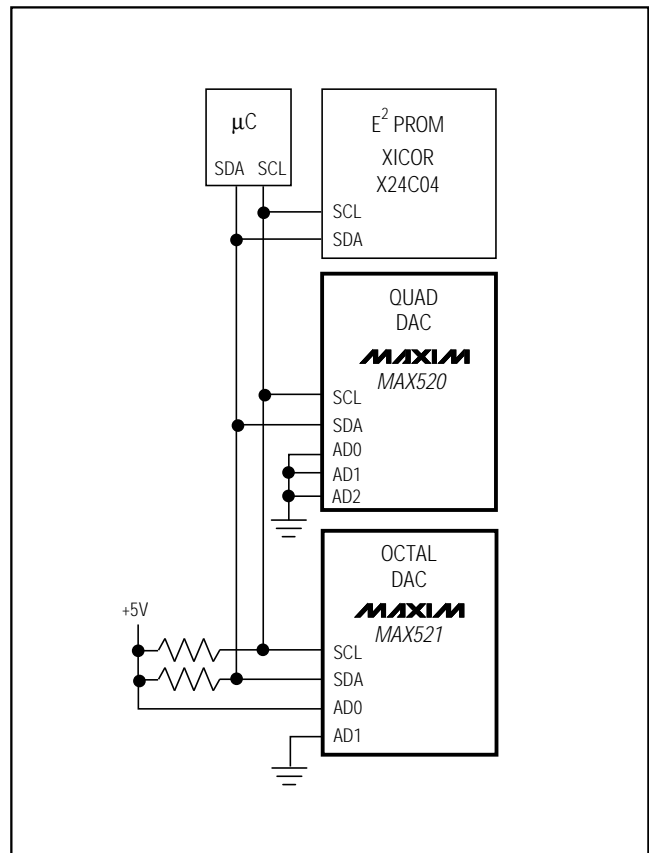 µC
SDA SCL
E² PROM
XICOR
X24C04
SCL
SDA
QUAD
DAC
MAXIM
MAX520
SCL
SDA
AD0
AD1
AD2
OCTAL
DAC
MAXIM
MAX521
+5V
SCL
SDA
AD0
AD1